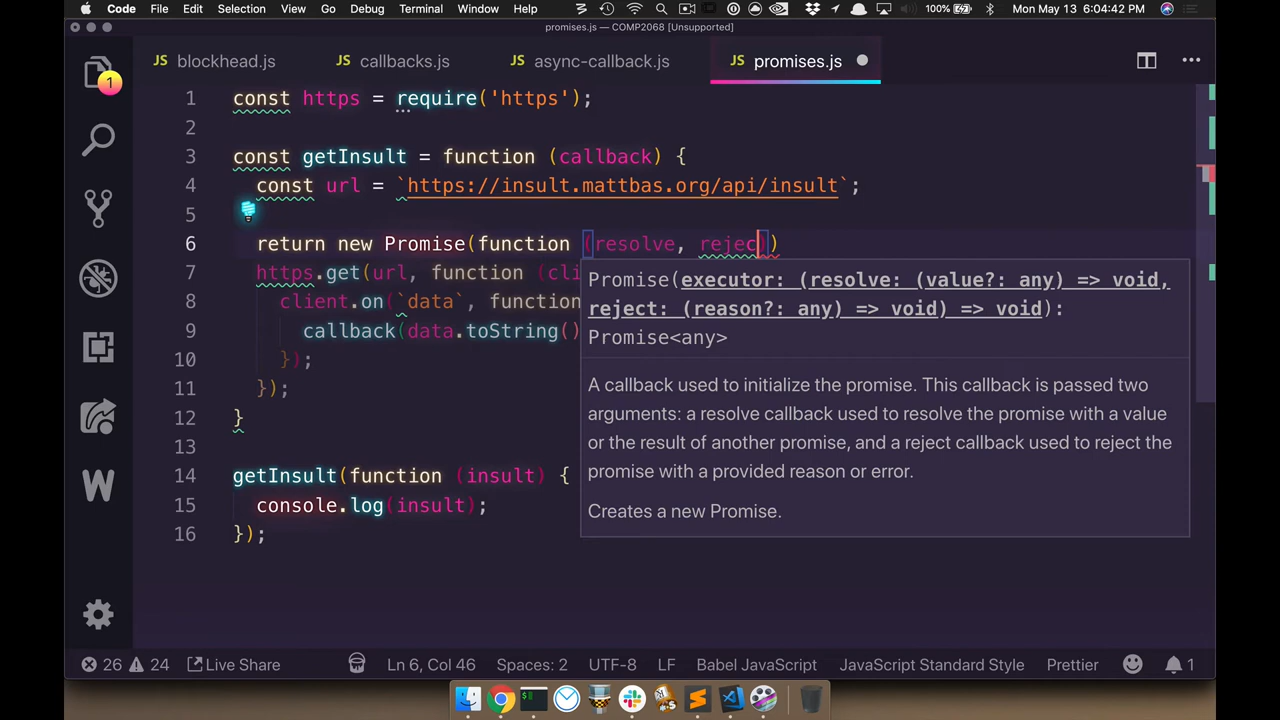 Code File Edit Selection View Go Debug Terminal Window Help 100% Mon May 13 6:04:42 PM
promises.js — COMP2068 [Unsupported]
JS blockhead.js JS callbacks.js JS async-callback.js JS promises.js
1
1 const https = require('https');
2
3 const getInsult = function (callback) {
4 const url = `https://insult.mattbas.org/api/insult`;
5
6 return new Promise(function (resolve, rejec))
7 https.get(url, function (cli
8 client.on(`data`, function
9 callback(data.toString()
10 });
11 });
12 }
13
14 getInsult(function (insult) {
15 console.log(insult);
16 });
Promise(executor: (resolve: (value?: any) => void,
reject: (reason?: any) => void) => void):
Promise<any>
A callback used to initialize the promise. This callback is passed two
arguments: a resolve callback used to resolve the promise with a value
or the result of another promise, and a reject callback used to reject the
promise with a provided reason or error.
Creates a new Promise.
W
26 24 Live Share Ln 6, Col 46 Spaces: 2 UTF-8 LF Babel JavaScript JavaScript Standard Style Prettier 1